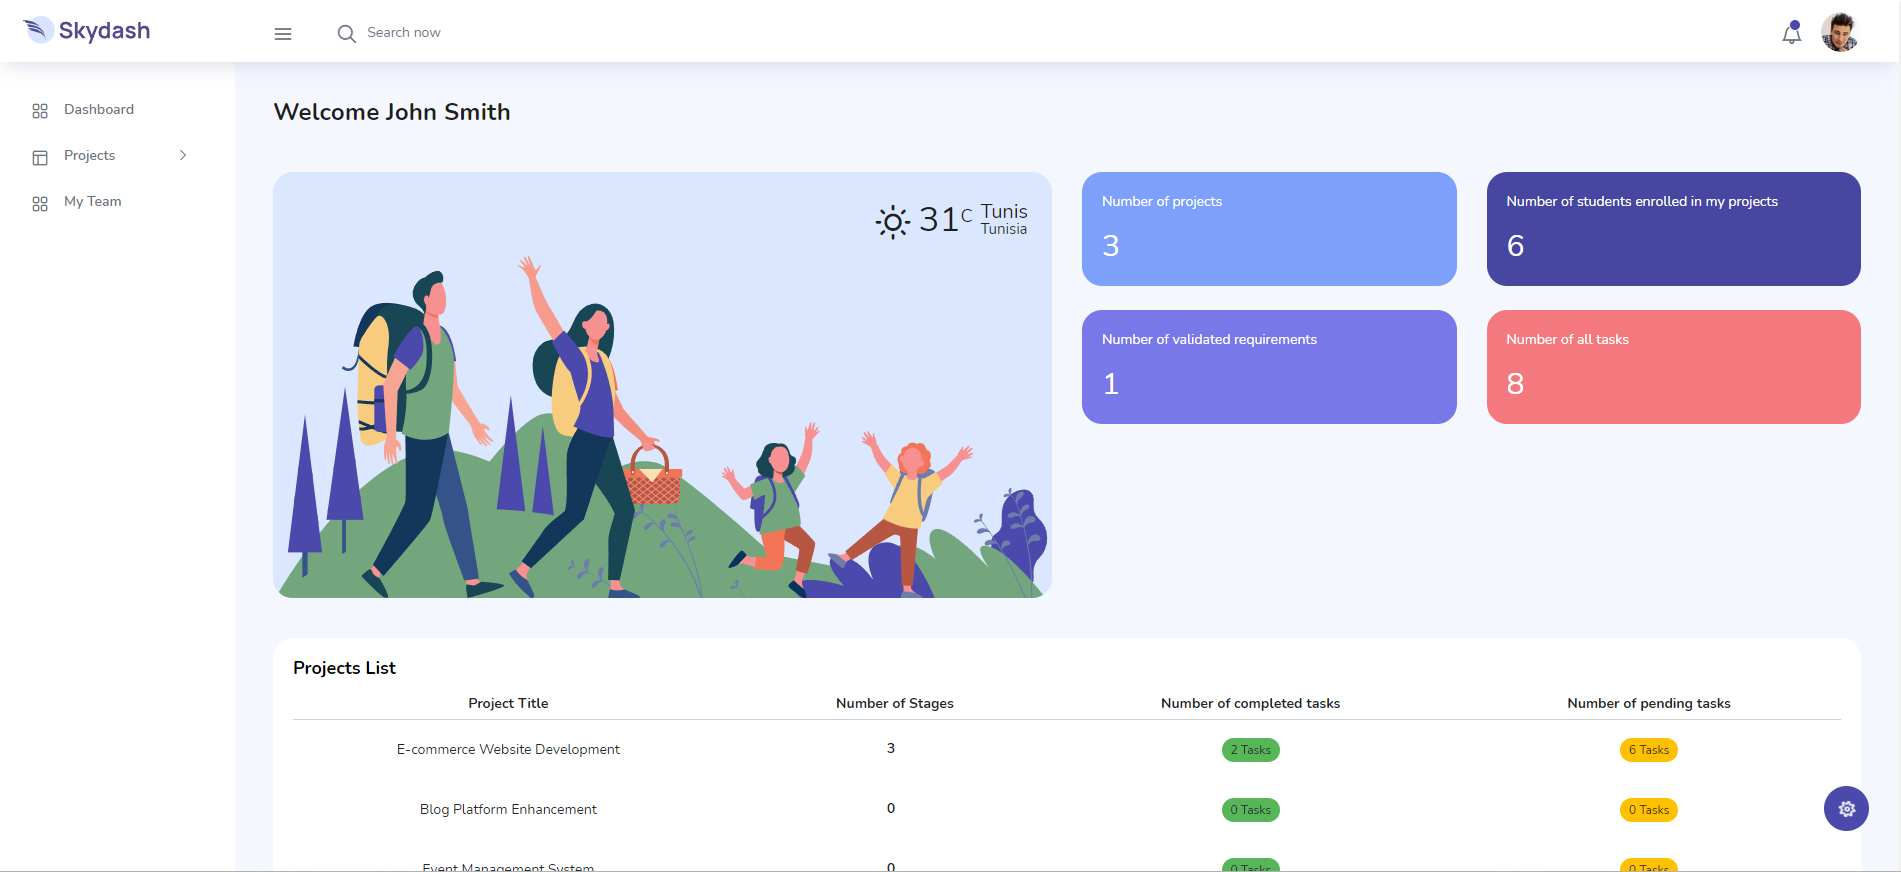 Skydash
Search now
Dashboard
Projects
My Team
Welcome John Smith
31 C Tunis
Tunisia
Number of projects
3
Number of students enrolled in my projects
6
Number of validated requirements
1
Number of all tasks
8
Projects List
Project Title Number of Stages Number of completed tasks Number of pending tasks
E-commerce Website Development 3 2 Tasks 6 Tasks
Blog Platform Enhancement 0 0 Tasks 0 Tasks
Event Management System 0 0 Tasks 0 Tasks